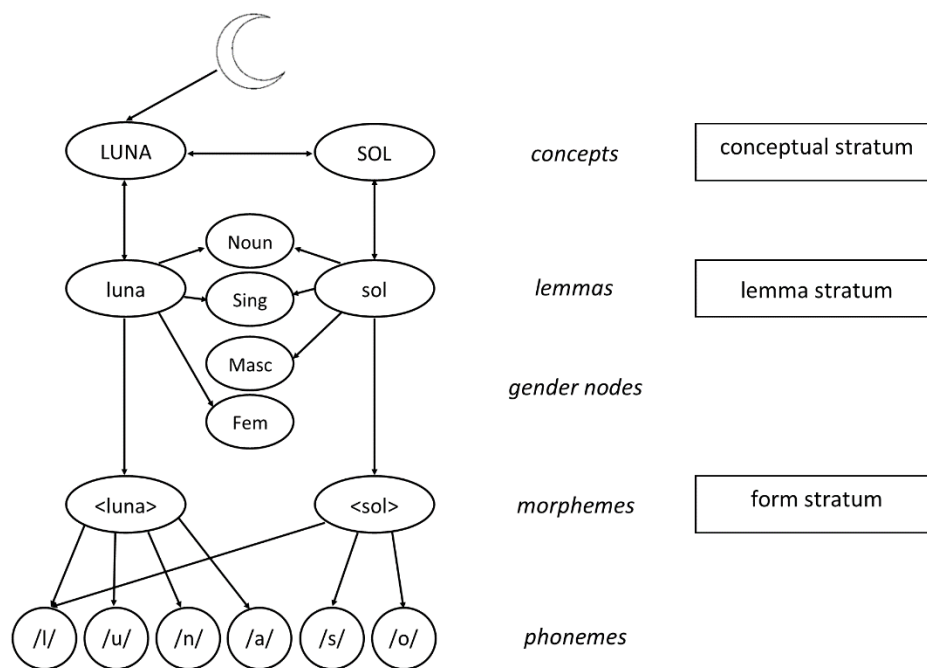 LUNA
SOL
concepts
conceptual stratum
Noun
luna
Sing
sol
lemmas
lemma stratum
Masc
gender nodes
Fem
<luna>
<sol>
morphemes
form stratum
/l/
/u/
/n/
/a/
/s/
/o/
phonemes